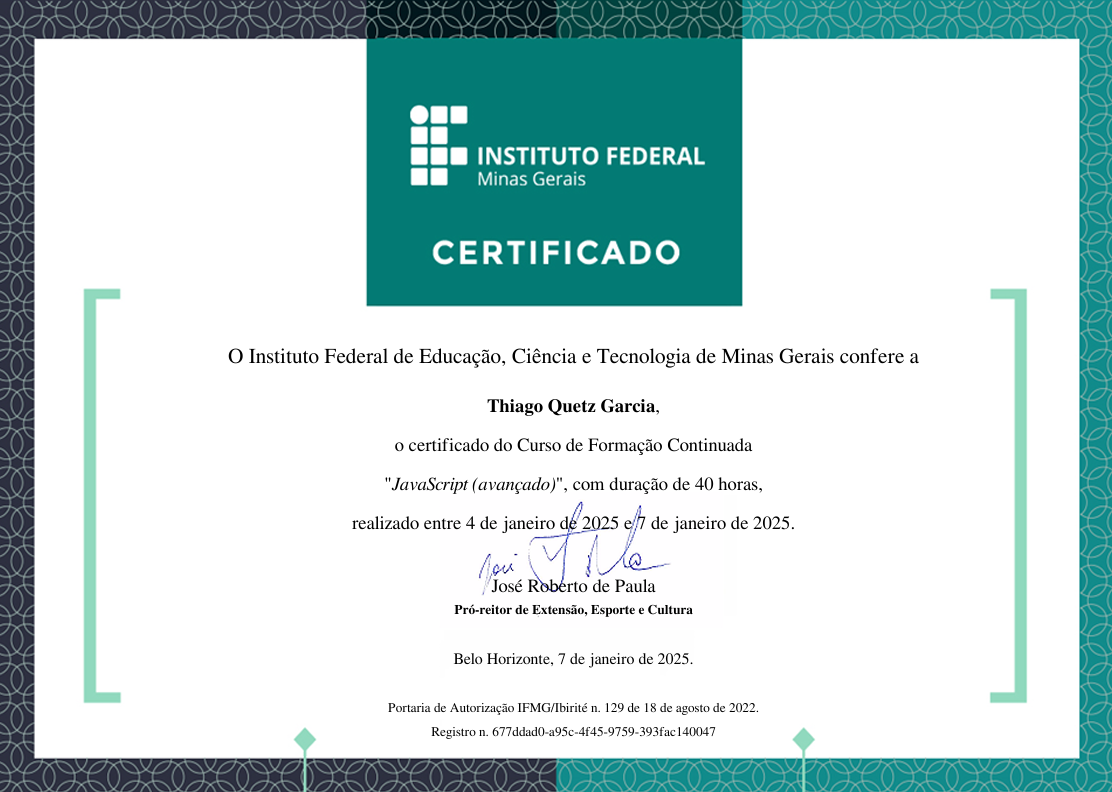 INSTITUTO FEDERAL
Minas Gerais
CERTIFICADO
O Instituto Federal de Educação, Ciência e Tecnologia de Minas Gerais confere a
Thiago Quetz Garcia,
o certificado do Curso de Formação Continuada
"JavaScript (avançado)", com duração de 40 horas,
realizado entre 4 de janeiro de 2025 e 7 de janeiro de 2025.
José Roberto de Paula
Pró-reitor de Extensão, Esporte e Cultura
Belo Horizonte, 7 de janeiro de 2025.
Portaria de Autorização IFMG/Ibirité n. 129 de 18 de agosto de 2022.
Registro n. 677ddad0-a95c-4f45-9759-393fac140047